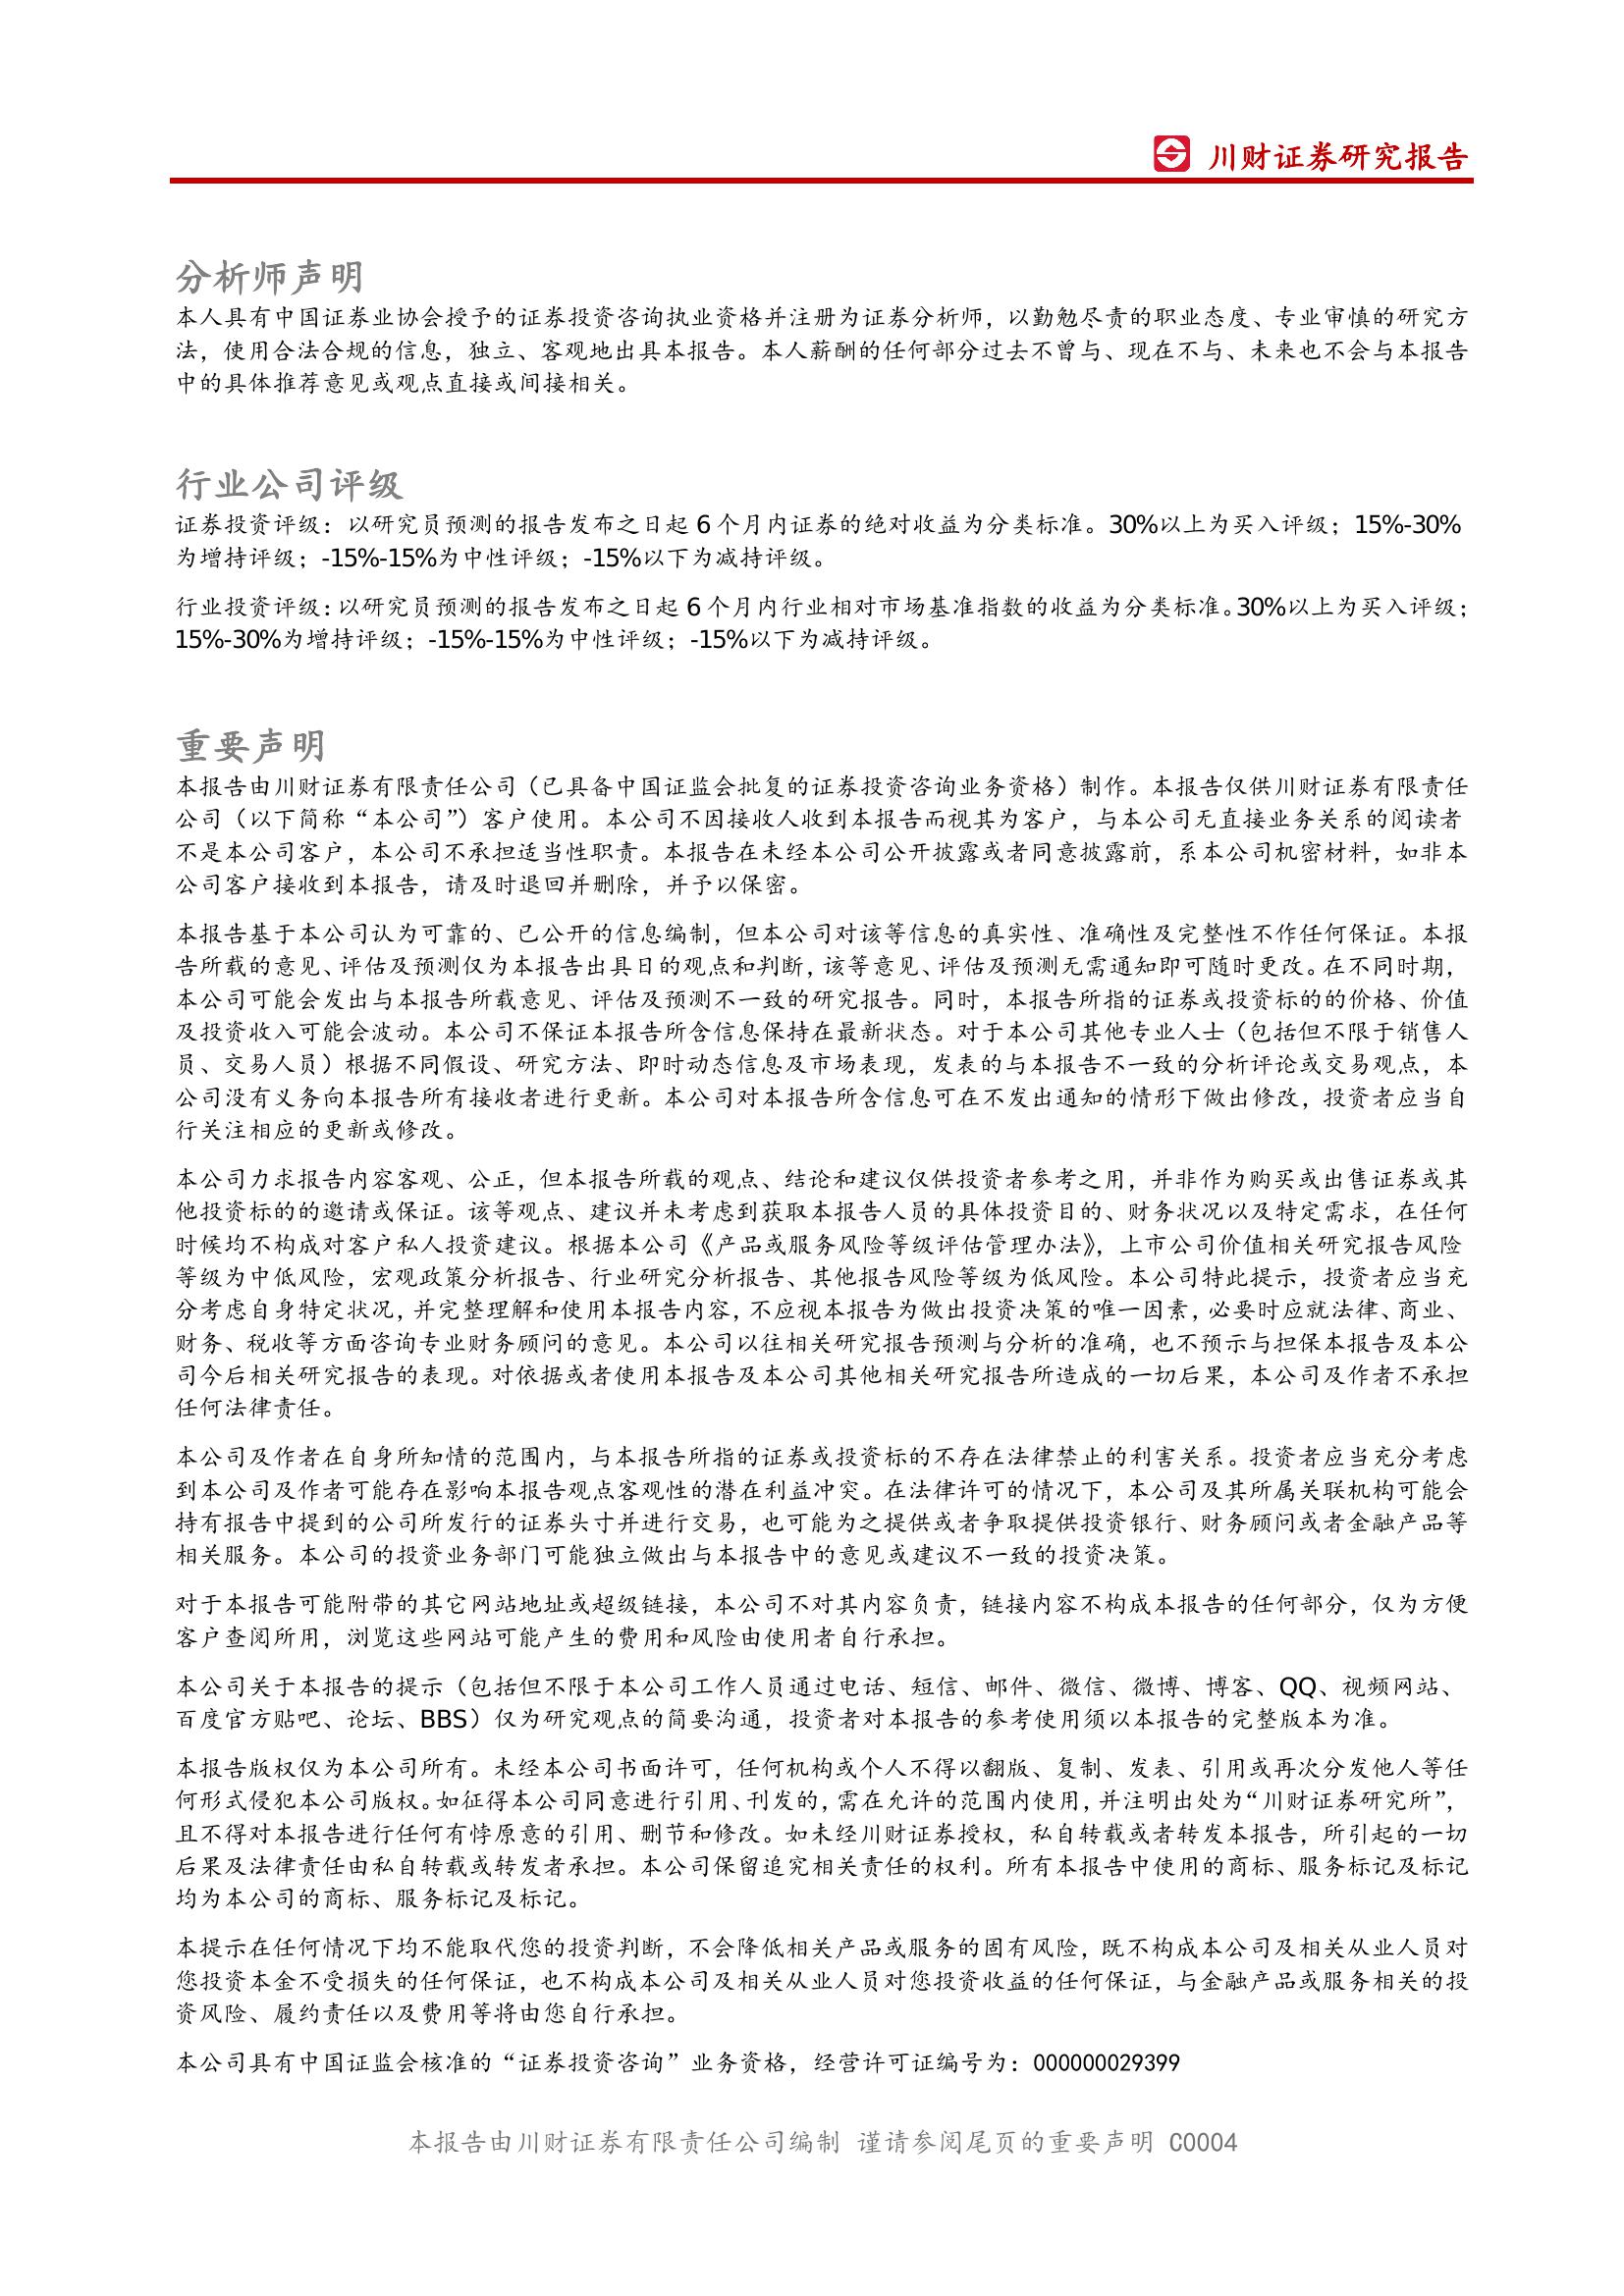 川财证券研究报告
分析师声明
本人具有中国证券业协会授予的证券投资咨询执业资格并注册为证券分析师，以勤勉尽责的职业态度、专业审慎的研究方
法，使用合法合规的信息，独立、客观地出具本报告。本人薪酬的任何部分过去不曾与、现在不与、未来也不会与本报告
中的具体推荐意见或观点直接或间接相关。
行业公司评级
证券投资评级：以研究员预测的报告发布之日起 6 个月内证券的绝对收益为分类标准。30%以上为买入评级；15%-30%
为增持评级；-15%-15%为中性评级；-15%以下为减持评级。
行业投资评级：以研究员预测的报告发布之日起 6 个月内行业相对市场基准指数的收益为分类标准。30%以上为买入评级；
15%-30%为增持评级；-15%-15%为中性评级；-15%以下为减持评级。
重要声明
本报告由川财证券有限责任公司（已具备中国证监会批复的证券投资咨询业务资格）制作。本报告仅供川财证券有限责任
公司（以下简称“本公司”）客户使用。本公司不因接收人收到本报告而视其为客户，与本公司无直接业务关系的阅读者
不是本公司客户，本公司不承担适当性职责。本报告在未经本公司公开披露或者同意披露前，系本公司机密材料，如非本
公司客户接收到本报告，请及时退回并删除，并予以保密。
本报告基于本公司认为可靠的、已公开的信息编制，但本公司对该等信息的真实性、准确性及完整性不作任何保证。本报
告所载的意见、评估及预测仅为本报告出具日的观点和判断，该等意见、评估及预测无需通知即可随时更改。在不同时期，
本公司可能会发出与本报告所载意见、评估及预测不一致的研究报告。同时，本报告所指的证券或投资标的的价格、价值
及投资收入可能会波动。本公司不保证本报告所含信息保持在最新状态。对于本公司其他专业人士（包括但不限于销售人
员、交易人员）根据不同假设、研究方法、即时动态信息及市场表现，发表的与本报告不一致的分析评论或交易观点，本
公司没有义务向本报告所有接收者进行更新。本公司对本报告所含信息可在不发出通知的情形下做出修改，投资者应当自
行关注相应的更新或修改。
本公司力求报告内容客观、公正，但本报告所载的观点、结论和建议仅供投资者参考之用，并非作为购买或出售证券或其
他投资标的的邀请或保证。该等观点、建议并未考虑到获取本报告人员的具体投资目的、财务状况以及特定需求，在任何
时候均不构成对客户私人投资建议。根据本公司《产品或服务风险等级评估管理办法》，上市公司价值相关研究报告风险
等级为中低风险，宏观政策分析报告、行业研究分析报告、其他报告风险等级为低风险。本公司特此提示，投资者应当充
分考虑自身特定状况，并完整理解和使用本报告内容，不应视本报告为做出投资决策的唯一因素，必要时应就法律、商业、
财务、税收等方面咨询专业财务顾问的意见。本公司以往相关研究报告预测与分析的准确，也不预示与担保本报告及本公
司今后相关研究报告的表现。对依据或者使用本报告及本公司其他相关研究报告所造成的一切后果，本公司及作者不承担
任何法律责任。
本公司及作者在自身所知情的范围内，与本报告所指的证券或投资标的不存在法律禁止的利害关系。投资者应当充分考虑
到本公司及作者可能存在影响本报告观点客观性的潜在利益冲突。在法律许可的情况下，本公司及其所属关联机构可能会
持有报告中提到的公司所发行的证券头寸并进行交易，也可能为之提供或者争取提供投资银行、财务顾问或者金融产品等
相关服务。本公司的投资业务部门可能独立做出与本报告中的意见或建议不一致的投资决策。
对于本报告可能附带的其它网站地址或超级链接，本公司不对其内容负责，链接内容不构成本报告的任何部分，仅为方便
客户查阅所用，浏览这些网站可能产生的费用和风险由使用者自行承担。
本公司关于本报告的提示（包括但不限于本公司工作人员通过电话、短信、邮件、微信、微博、博客、QQ、视频网站、
百度官方贴吧、论坛、BBS）仅为研究观点的简要沟通，投资者对本报告的参考使用须以本报告的完整版本为准。
本报告版权仅为本公司所有。未经本公司书面许可，任何机构或个人不得以翻版、复制、发表、引用或再次分发他人等任
何形式侵犯本公司版权。如征得本公司同意进行引用、刊发的，需在允许的范围内使用，并注明出处为“川财证券研究所”，
且不得对本报告进行任何有悖原意的引用、删节和修改。如未经川财证券授权，私自转载或者转发本报告，所引起的一切
后果及法律责任由私自转载或转发者承担。本公司保留追究相关责任的权利。所有本报告中使用的商标、服务标记及标记
均为本公司的商标、服务标记及标记。
本提示在任何情况下均不能取代您的投资判断，不会降低相关产品或服务的固有风险，既不构成本公司及相关从业人员对
您投资本金不受损失的任何保证，也不构成本公司及相关从业人员对您投资收益的任何保证，与金融产品或服务相关的投
资风险、履约责任以及费用等将由您自行承担。
本公司具有中国证监会核准的“证券投资咨询”业务资格，经营许可证编号为：000000029399
本报告由川财证券有限责任公司编制 谨请参阅尾页的重要声明 C0004